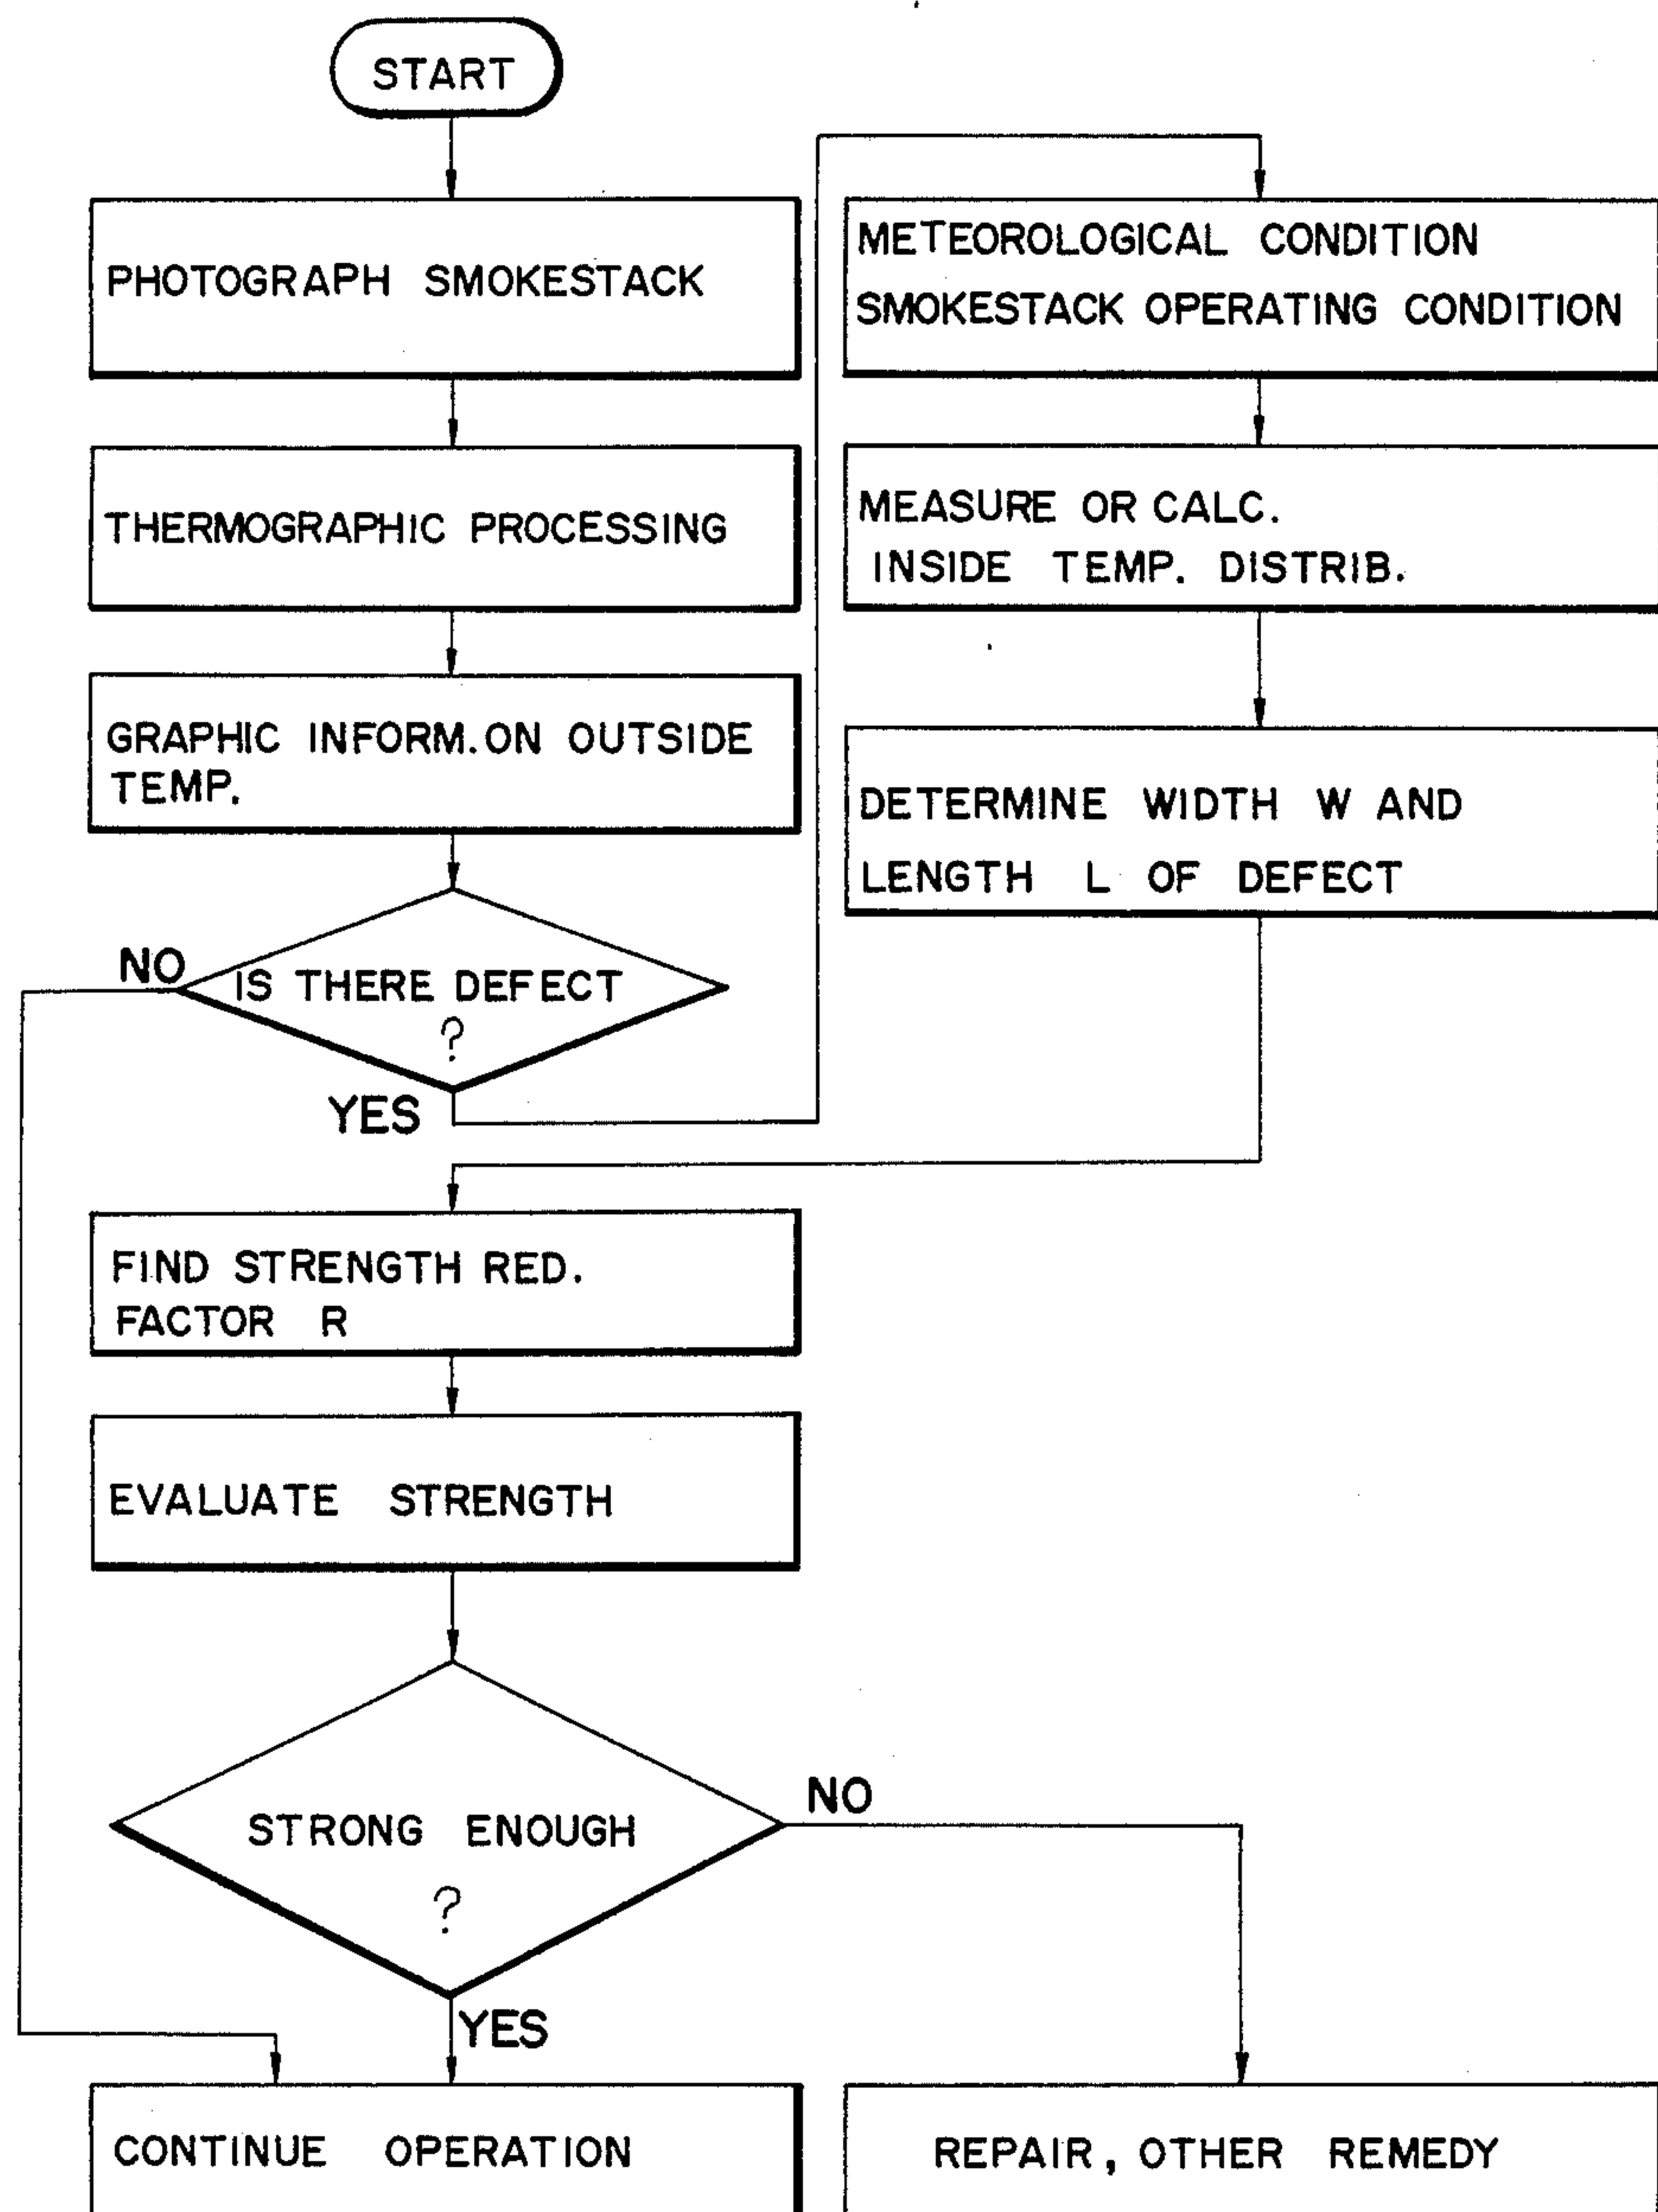 START
PHOTOGRAPH SMOKESTACK
THERMOGRAPHIC PROCESSING
GRAPHIC INFORM. ON OUTSIDE
TEMP.
IS THERE DEFECT
?
NO
YES
METEOROLOGICAL CONDITION
SMOKESTACK OPERATING CONDITION
MEASURE OR CALC.
INSIDE TEMP. DISTRIB.
DETERMINE WIDTH W AND
LENGTH L OF DEFECT
FIND STRENGTH RED.
FACTOR R
EVALUATE STRENGTH
STRONG ENOUGH
?
NO
YES
CONTINUE OPERATION
REPAIR, OTHER REMEDY